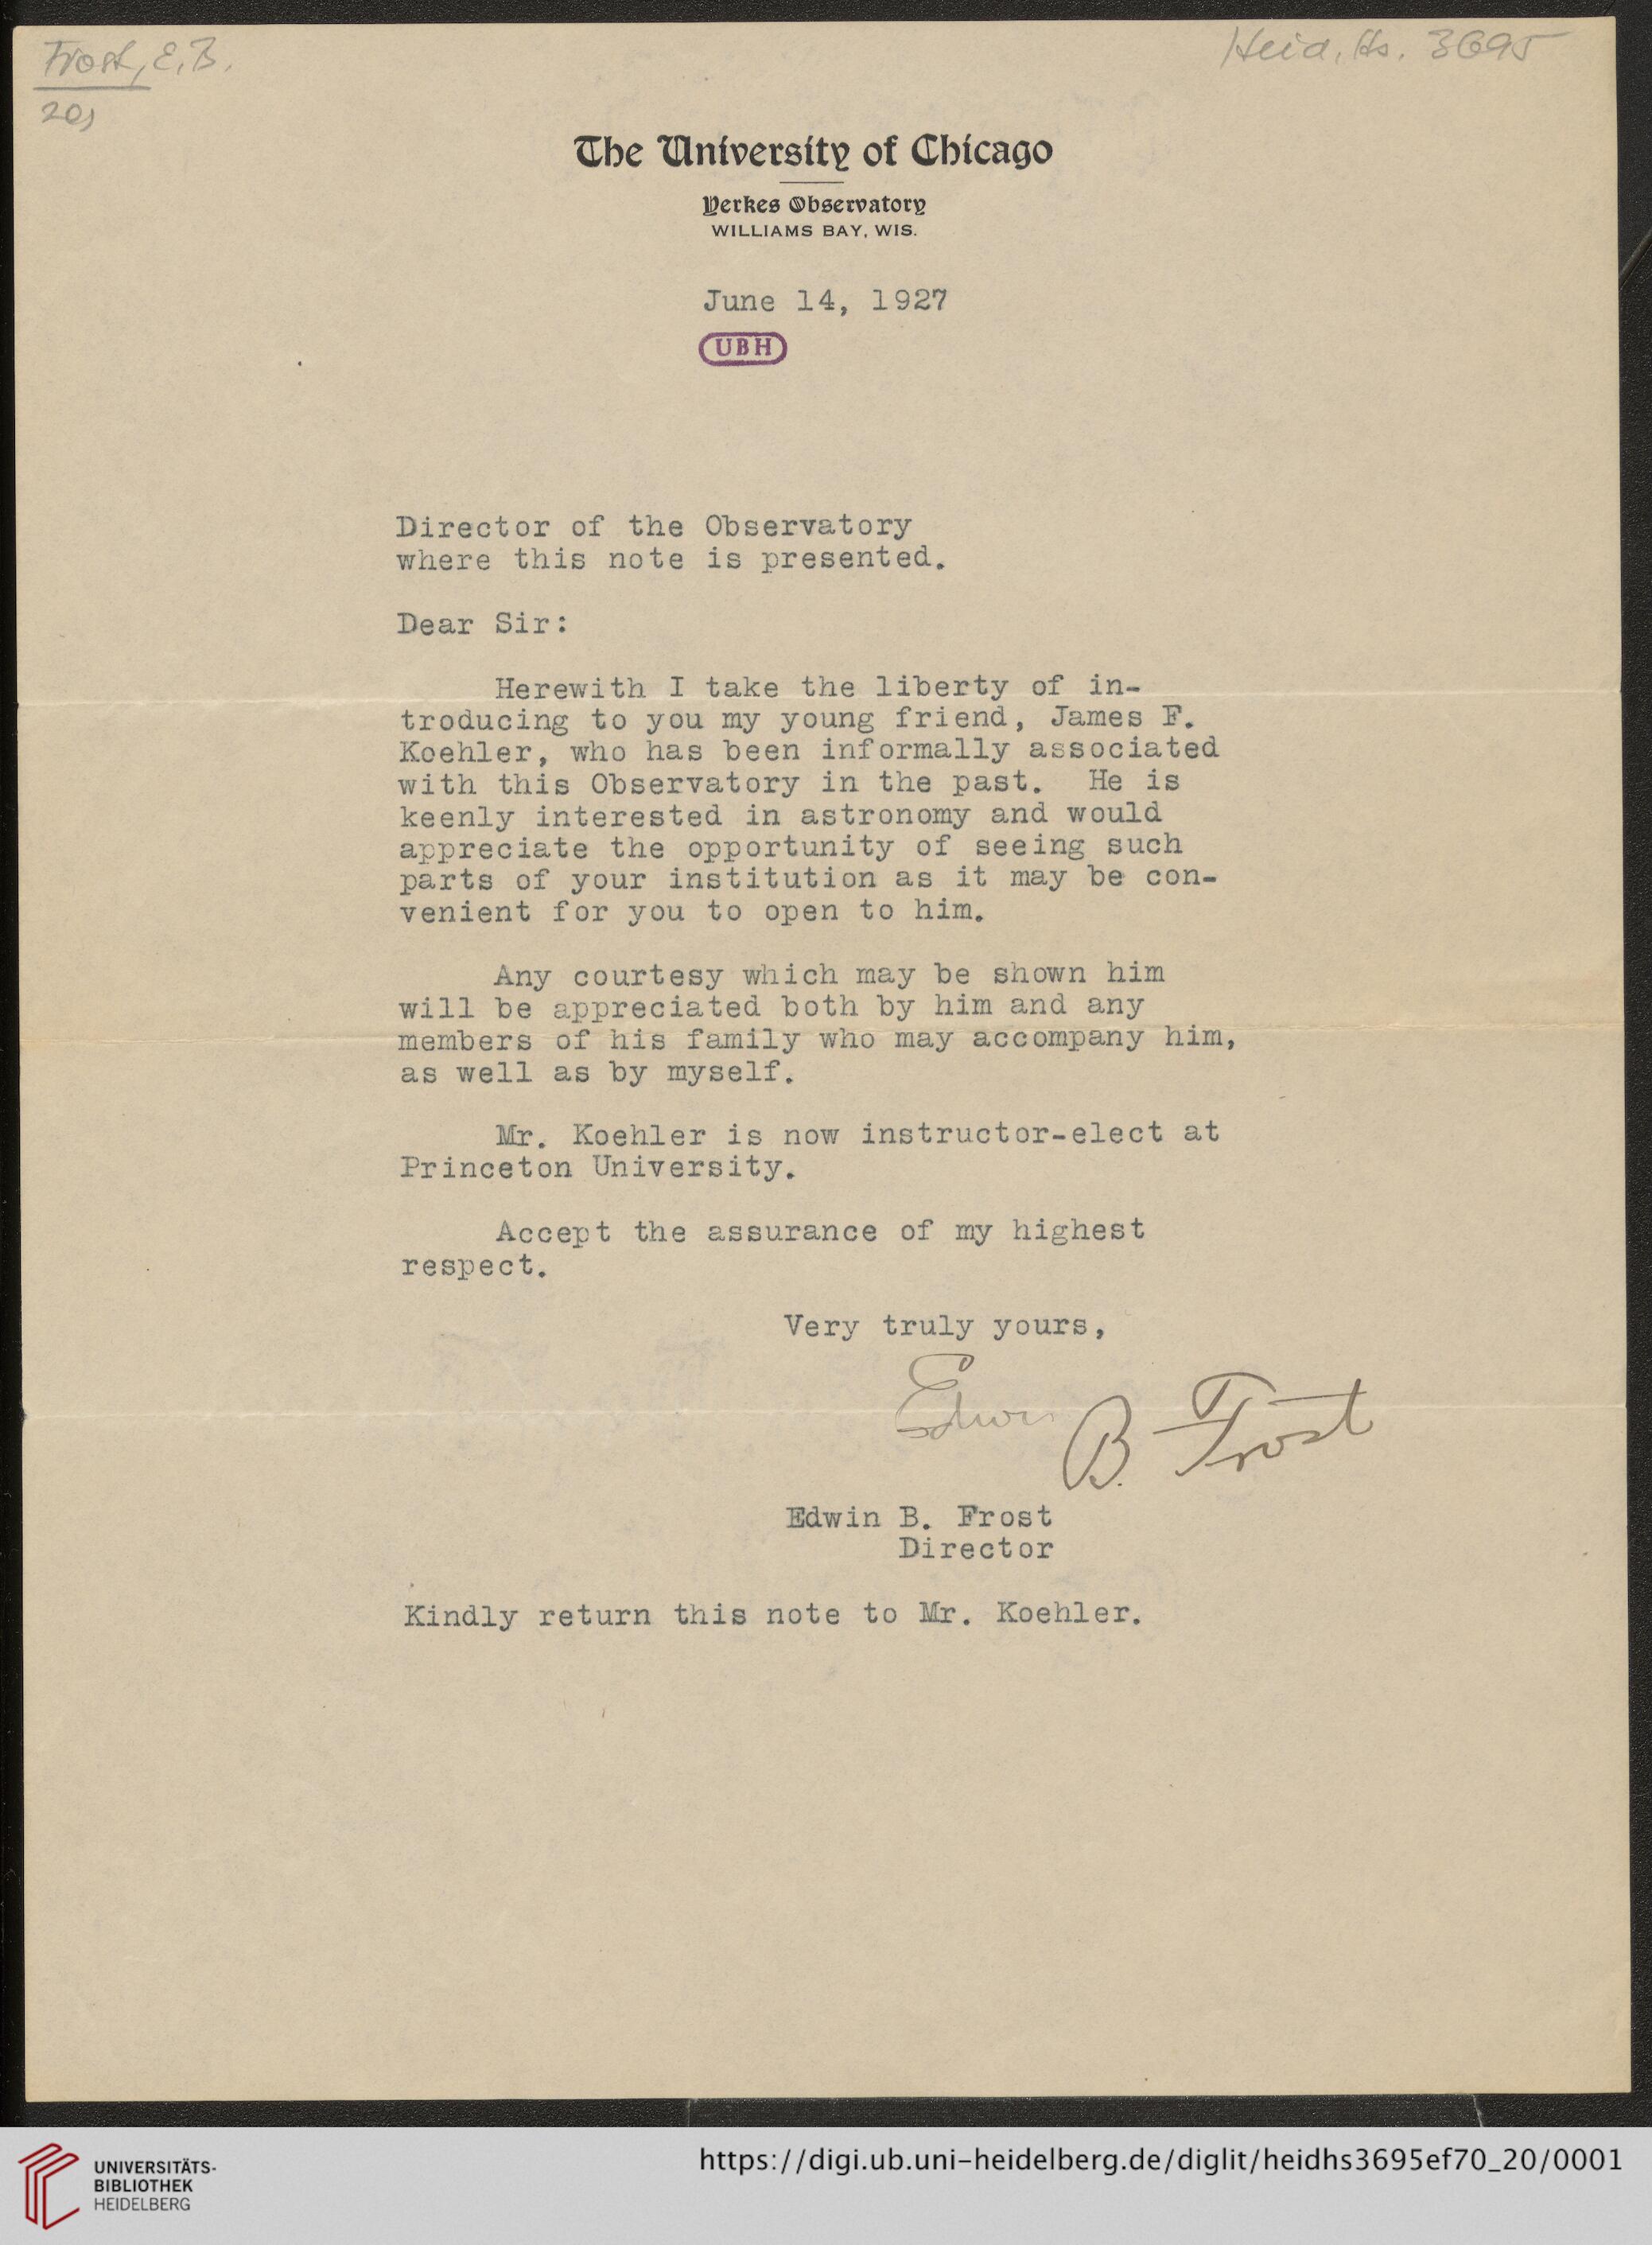 Frost, E.B.
20)
Heid. Hs. 3695
The University of Chicago
Yerkes Observatory
WILLIAMS BAY, WIS.
June 14, 1927
UBH
Director of the Observatory
where this note is presented.
Dear Sir:
Herewith I take the liberty of in-
troducing to you my young friend, James F.
Koehler, who has been informally associated
with this Observatory in the past. He is
keenly interested in astronomy and would
appreciate the opportunity of seeing such
parts of your institution as it may be con-
venient for you to open to him.
Any courtesy which may be shown him
will be appreciated both by him and any
members of his family who may accompany him,
as well as by myself.
Mr. Koehler is now instructor-elect at
Princeton University.
Accept the assurance of my highest
respect.
Very truly yours,
Edwin B. Frost
Edwin B. Frost
Director
Kindly return this note to Mr. Koehler.
UNIVERSITÄTS-
BIBLIOTHEK
HEIDELBERG
https://digi.ub.uni-heidelberg.de/diglit/heidhs3695ef70_20/0001